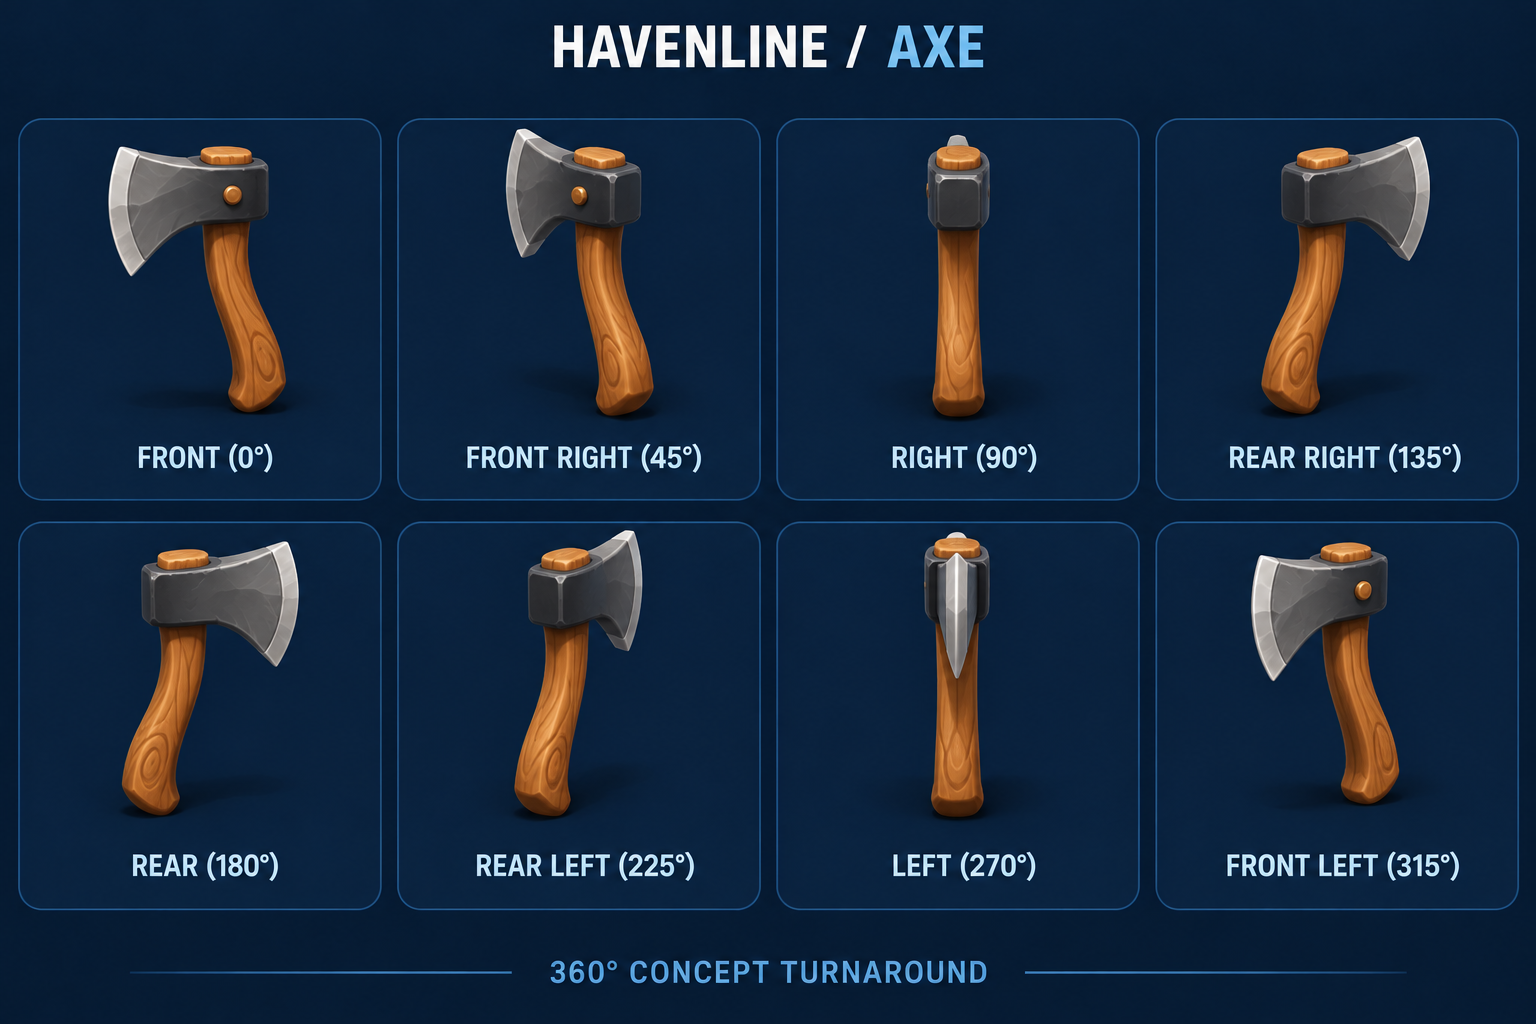 HAVENLINE / AXE
FRONT (0°)
FRONT RIGHT (45°)
RIGHT (90°)
REAR RIGHT (135°)
REAR (180°)
REAR LEFT (225°)
LEFT (270°)
FRONT LEFT (315°)
360° CONCEPT TURNAROUND